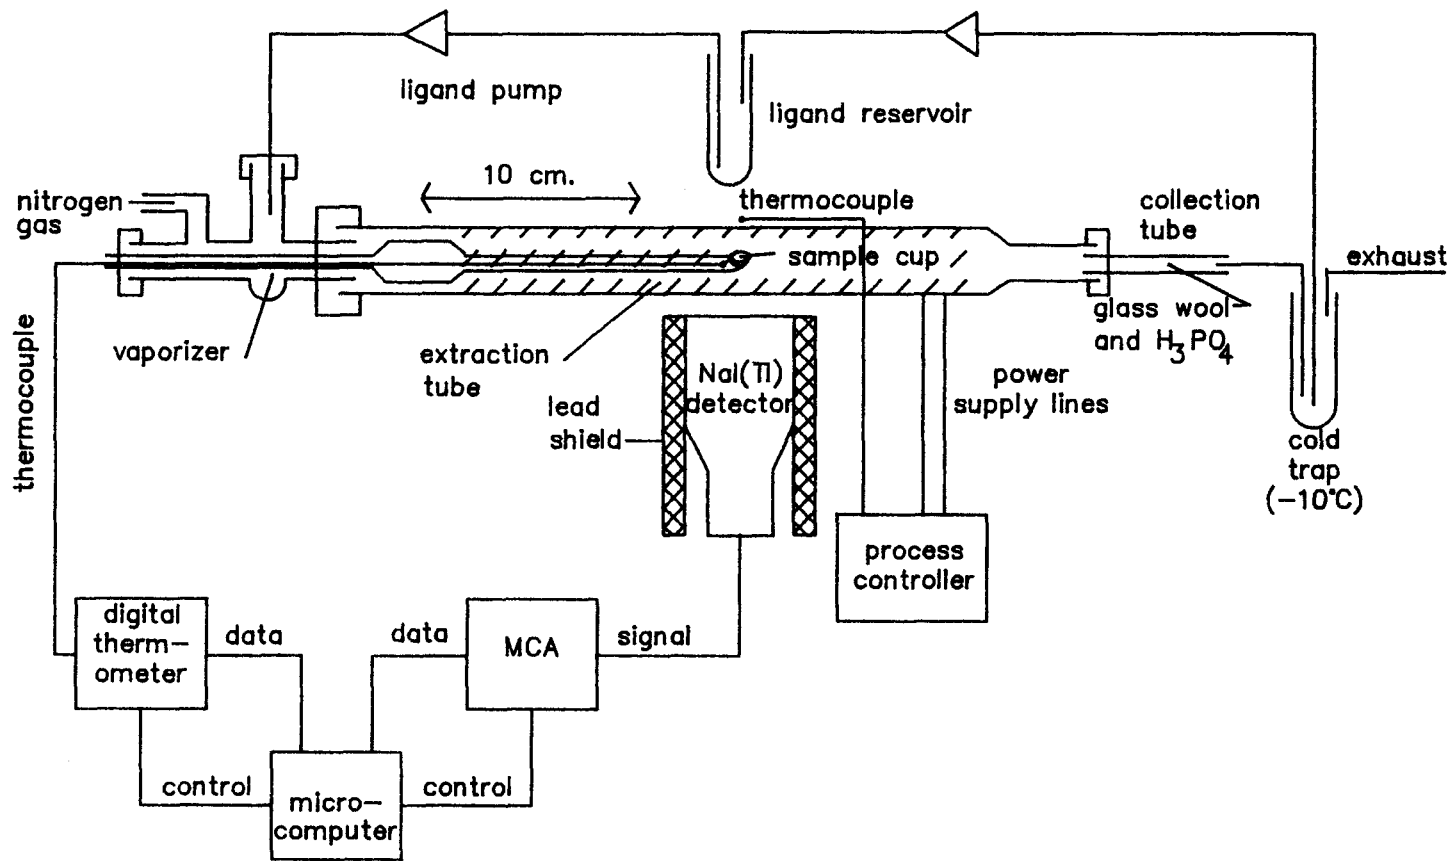 ligand pump
ligand reservoir
10 cm.
nitrogen
gas
thermocouple
collection
tube
sample cup
exhaust
glass wool
and H3PO4
vaporizer
extraction
tube
thermocouple
NaI(Tl)
detector
lead
shield
power
supply lines
cold
trap
(-10°C)
process
controller
digital
therm-
ometer
data
data
MCA
signal
control
control
micro-
computer